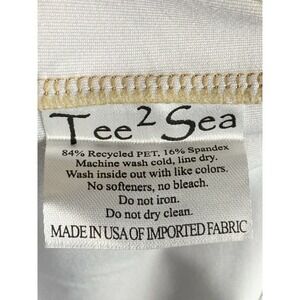 Tee 2 Sea
84% Recycled PET, 16% Spandex
Machine wash cold, line dry.
Wash inside out with like colors.
No softeners, no bleach.
Do not iron.
Do not dry clean.
MADE IN USA OF IMPORTED FABRIC